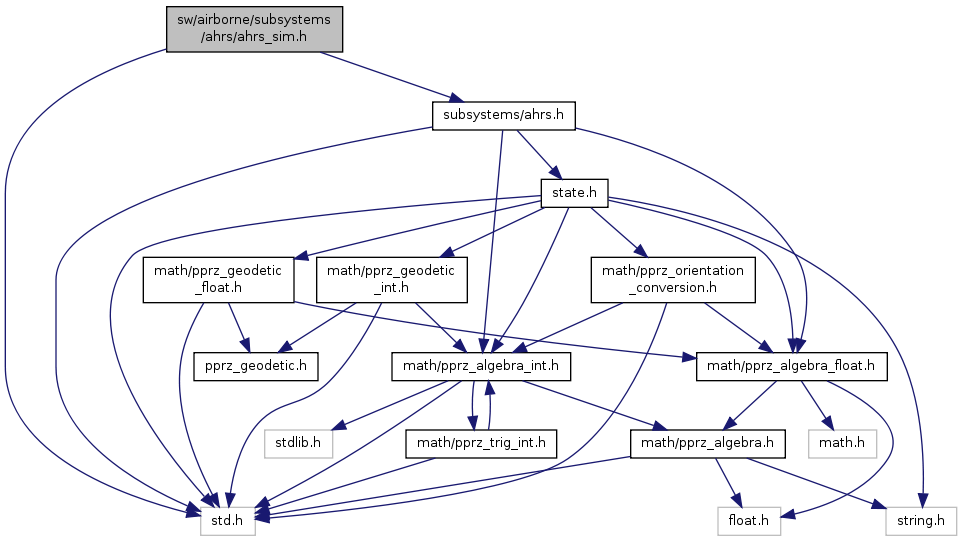 sw/airborne/subsystems
/ahrs/ahrs_sim.h
subsystems/ahrs.h
state.h
math/pprz_geodetic
_float.h
math/pprz_geodetic
_int.h
math/pprz_orientation
_conversion.h
pprz_geodetic.h
math/pprz_algebra_int.h
math/pprz_algebra_float.h
stdlib.h
math/pprz_trig_int.h
math/pprz_algebra.h
math.h
std.h
float.h
string.h